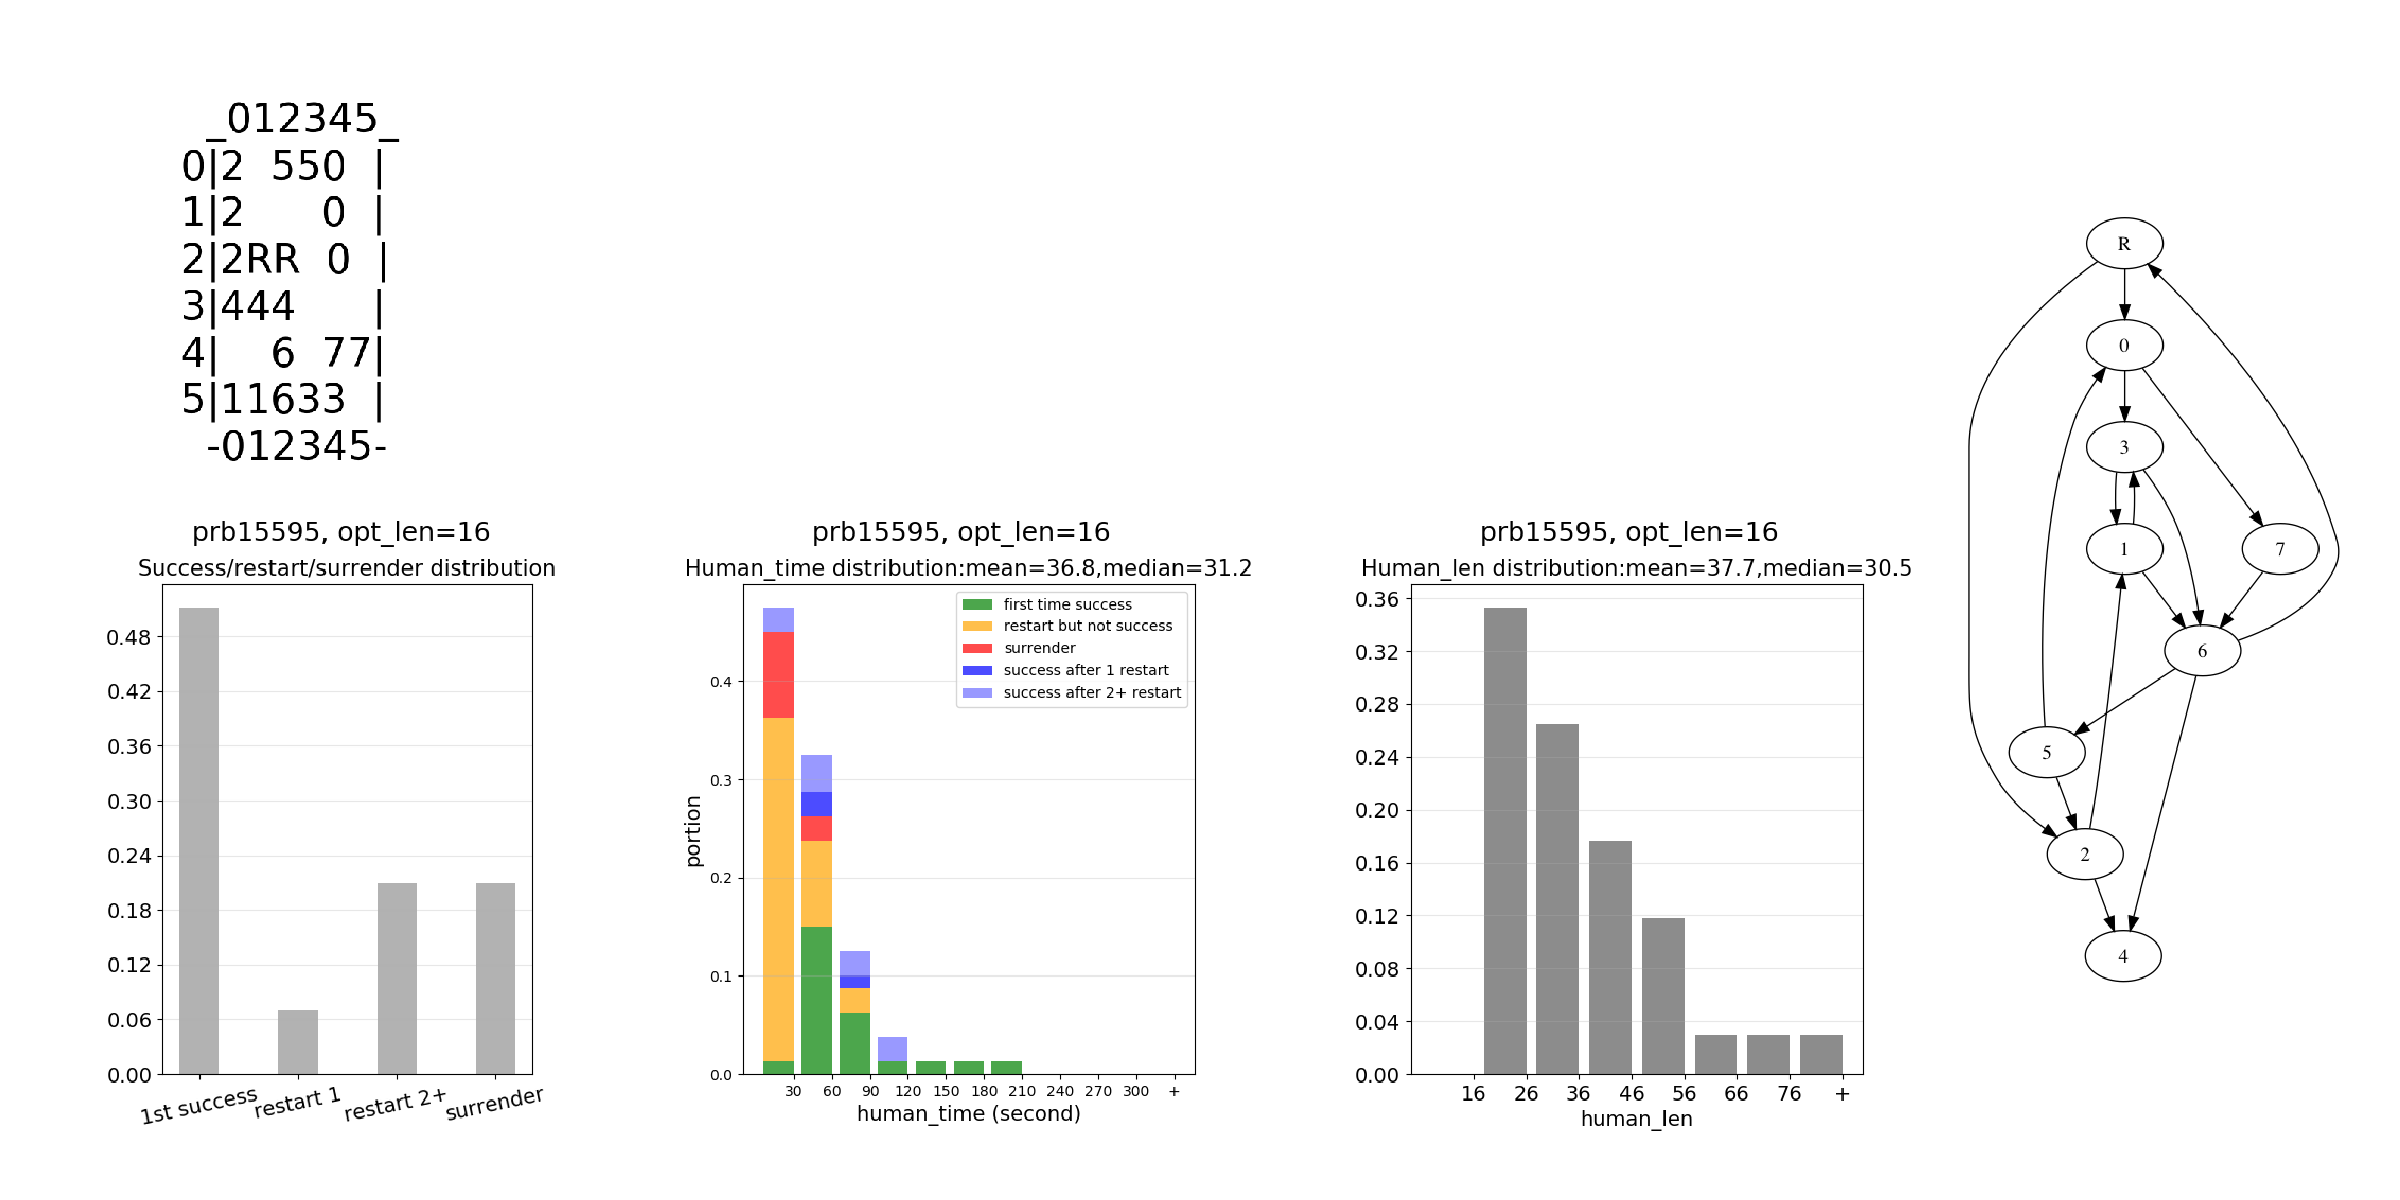 _012345_
0|2  550  |
1|2      0  |
2|2RR  0  |
3|444      |
4|    6  77|
5|11633  |
-012345-
prb15595, opt_len=16
Success/restart/surrender distribution
0.48
0.42
0.36
0.30
0.24
0.18
0.12
0.06
0.00
1st success
restart 1
restart 2+
surrender
prb15595, opt_len=16
Human_time distribution:mean=36.8,median=31.2
first time success
restart but not success
surrender
success after 1 restart
success after 2+ restart
portion
0.4
0.3
0.2
0.1
0.0
30 60 90 120 150 180 210 240 270 300 +
human_time (second)
prb15595, opt_len=16
Human_len distribution:mean=37.7,median=30.5
0.36
0.32
0.28
0.24
0.20
0.16
0.12
0.08
0.04
0.00
16 26 36 46 56 66 76 +
human_len
R
0
3
1 7
6
5
2
4